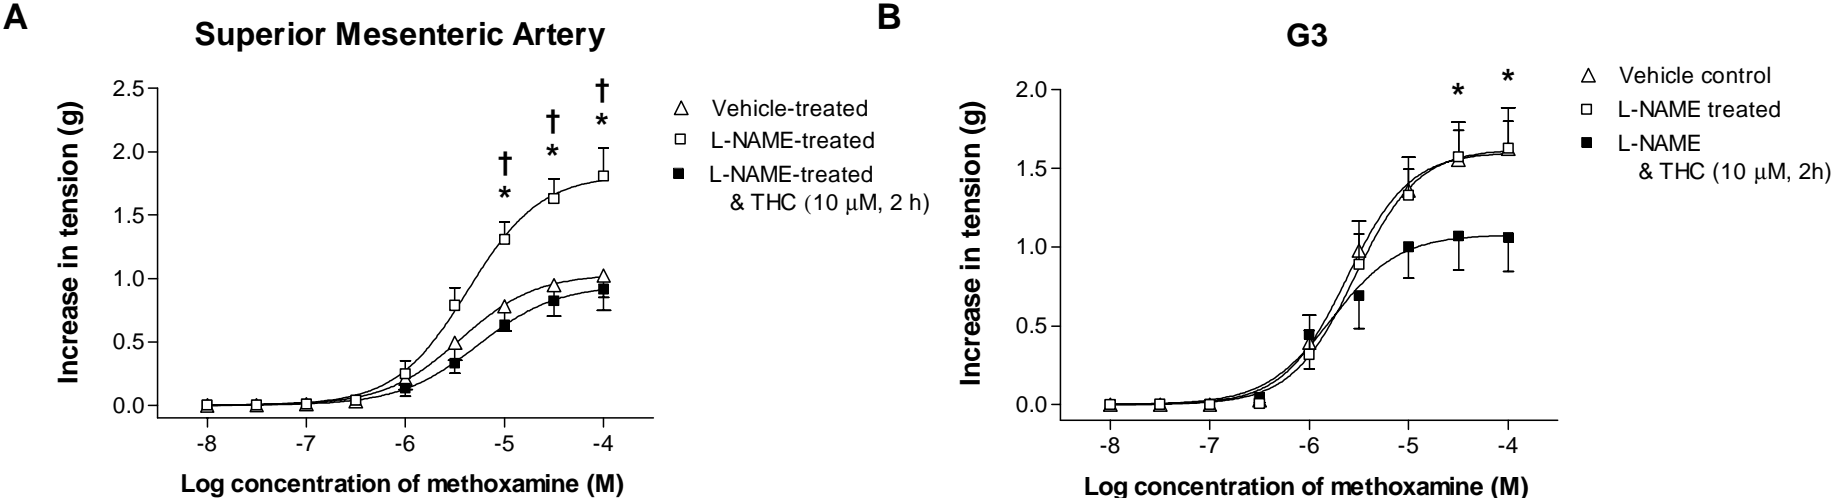 A
Superior Mesenteric Artery
2.5
2.0
1.5
1.0
0.5
0.0
-8
-7
-6
-5
-4
Increase in tension (g)
Log concentration of methoxamine (M)
†
*
†
*
†
*
Vehicle-treated
L-NAME-treated
L-NAME-treated
& THC (10 μM, 2 h)
B
G3
2.0
1.5
1.0
0.5
0.0
-8
-7
-6
-5
-4
Increase in tension (g)
Log concentration of methoxamine (M)
*
*
Vehicle control
L-NAME treated
L-NAME
& THC (10 μM, 2h)